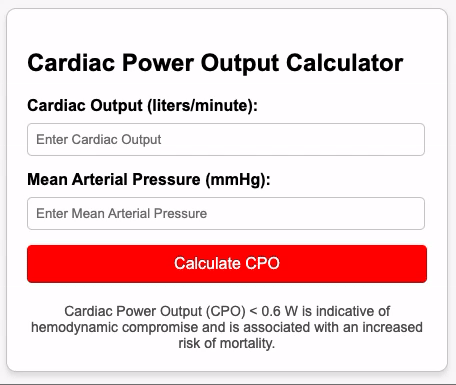 Cardiac Power Output Calculator
Cardiac Output (liters/minute):
Enter Cardiac Output
Mean Arterial Pressure (mmHg):
Enter Mean Arterial Pressure
Calculate CPO
Cardiac Power Output (CPO) < 0.6 W is indicative of
hemodynamic compromise and is associated with an increased
risk of mortality.